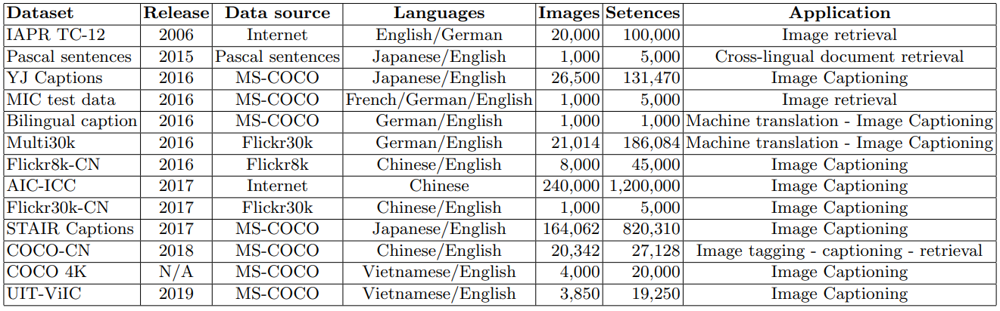 Dataset Release Data source Languages Images Setences Application
IAPR TC-12 2006 Internet English/German 20,000 100,000 Image retrieval
Pascal sentences 2015 Pascal sentences Japanese/English 1,000 5,000 Cross-lingual document retrieval
YJ Captions 2016 MS-COCO Japanese/English 26,500 131,470 Image Captioning
MIC test data 2016 MS-COCO French/German/English 1,000 5,000 Image retrieval
Bilingual caption 2016 MS-COCO German/English 1,000 1,000 Machine translation - Image Captioning
Multi30k 2016 Flickr30k German/English 21,014 186,084 Machine translation - Image Captioning
Flickr8k-CN 2016 Flickr8k Chinese/English 8,000 45,000 Image Captioning
AIC-ICC 2017 Internet Chinese 240,000 1,200,000 Image Captioning
Flickr30k-CN 2017 Flickr30k Chinese/English 1,000 5,000 Image Captioning
STAIR Captions 2017 MS-COCO Japanese/English 164,062 820,310 Image Captioning
COCO-CN 2018 MS-COCO Chinese/English 20,342 27,128 Image tagging - captioning - retrieval
COCO 4K N/A MS-COCO Vietnamese/English 4,000 20,000 Image Captioning
UIT-ViIC 2019 MS-COCO Vietnamese/English 3,850 19,250 Image Captioning